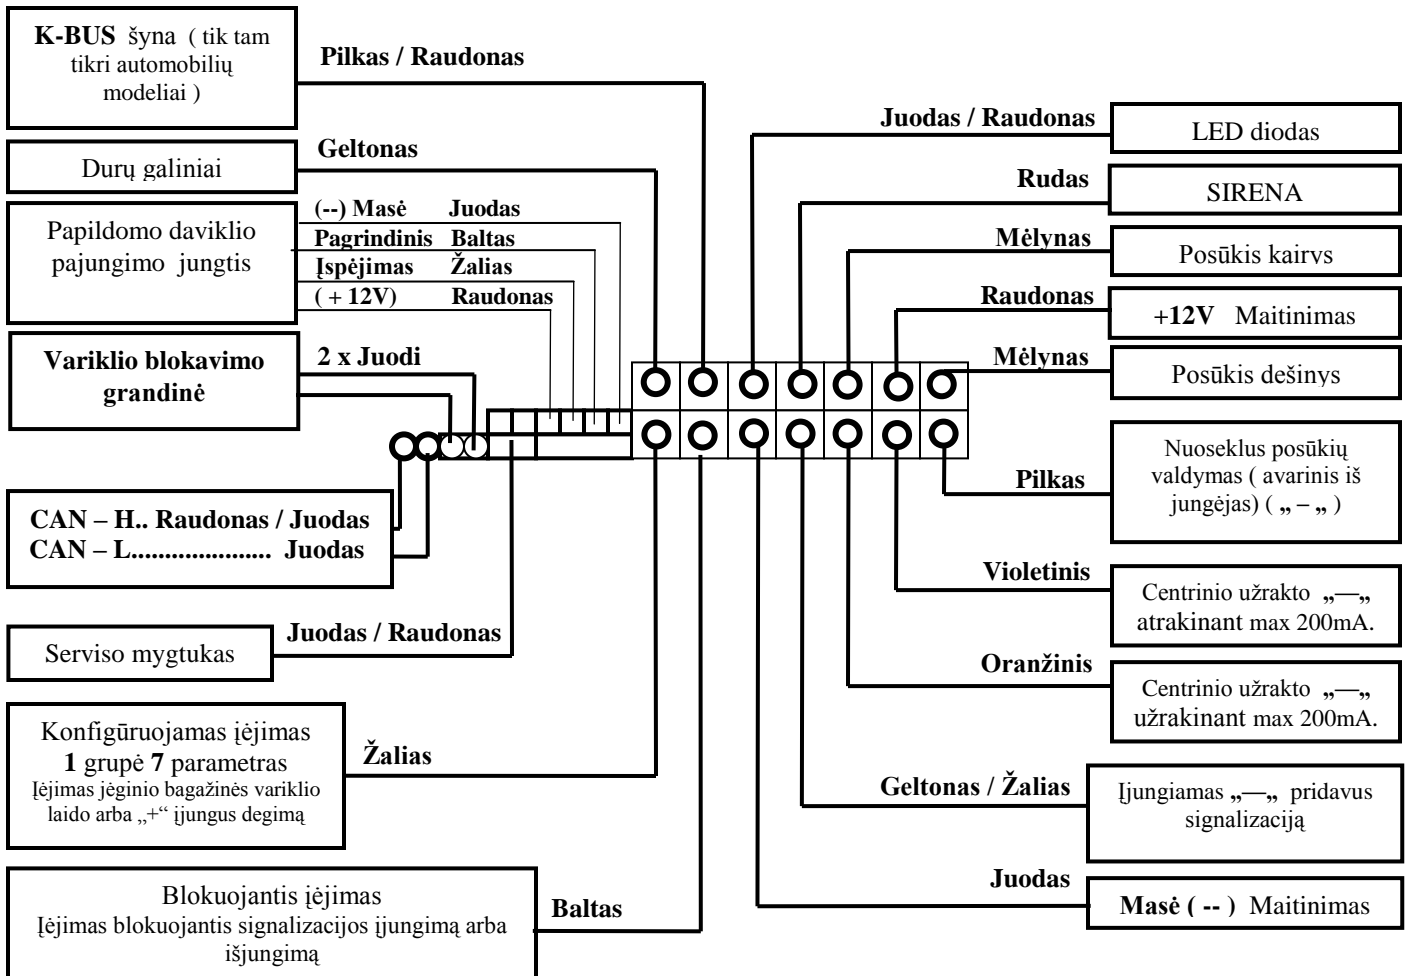 K-BUS šyna ( tik tam
tikri automobilių
modeliai )
Pilkas / Raudonas
Durų galiniai
Geltonas
Papildomo daviklio
pajungimo jungtis
(--) Masė Juodas
Pagrindinis Baltas
Įspėjimas Žalias
( + 12V) Raudonas
Variklio blokavimo
grandinė
2 x Juodi
CAN – H.. Raudonas / Juodas
CAN – L..................... Juodas
Serviso mygtukas
Juodas / Raudonas
Konfigūruojamas įėjimas
1 grupė 7 parametras
Įėjimas jėginio bagažinės variklio
laido arba „+“ įjungus degimą
Žalias
Blokuojantis įėjimas
Įėjimas blokuojantis signalizacijos įjungimą arba
išjungimą
Baltas
Juodas / Raudonas
LED diodas
Rudas
SIRENA
Mėlynas
Posūkis kairys
Raudonas
+12V Maitinimas
Mėlynas
Posūkis dešinys
Pilkas
Nuoseklus posūkių
valdymas ( avarinis iš
jungėjas) ( „ – „ )
Violetinis
Centrinio užrakto „—„
atrakinant max 200mA.
Oranžinis
Centrinio užrakto „—„
užrakinant max 200mA.
Geltonas / Žalias
Įjungiamas „—„ pridavus
signalizaciją
Juodas
Masė ( -- ) Maitinimas